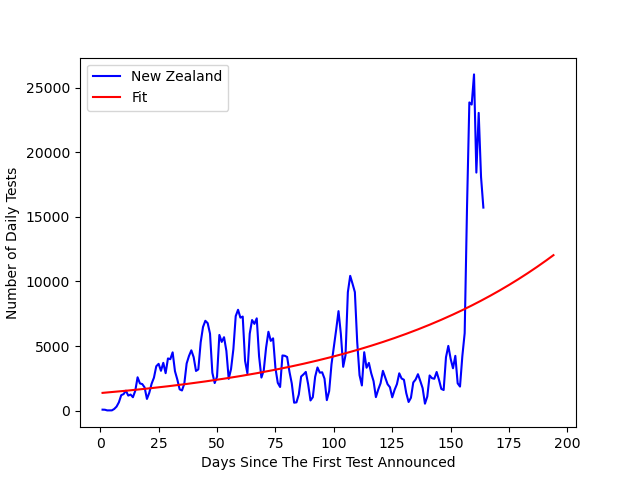 New Zealand
Fit
25000
20000
15000
10000
5000
0
Number of Daily Tests
0 25 50 75 100 125 150 175 200
Days Since The First Test Announced